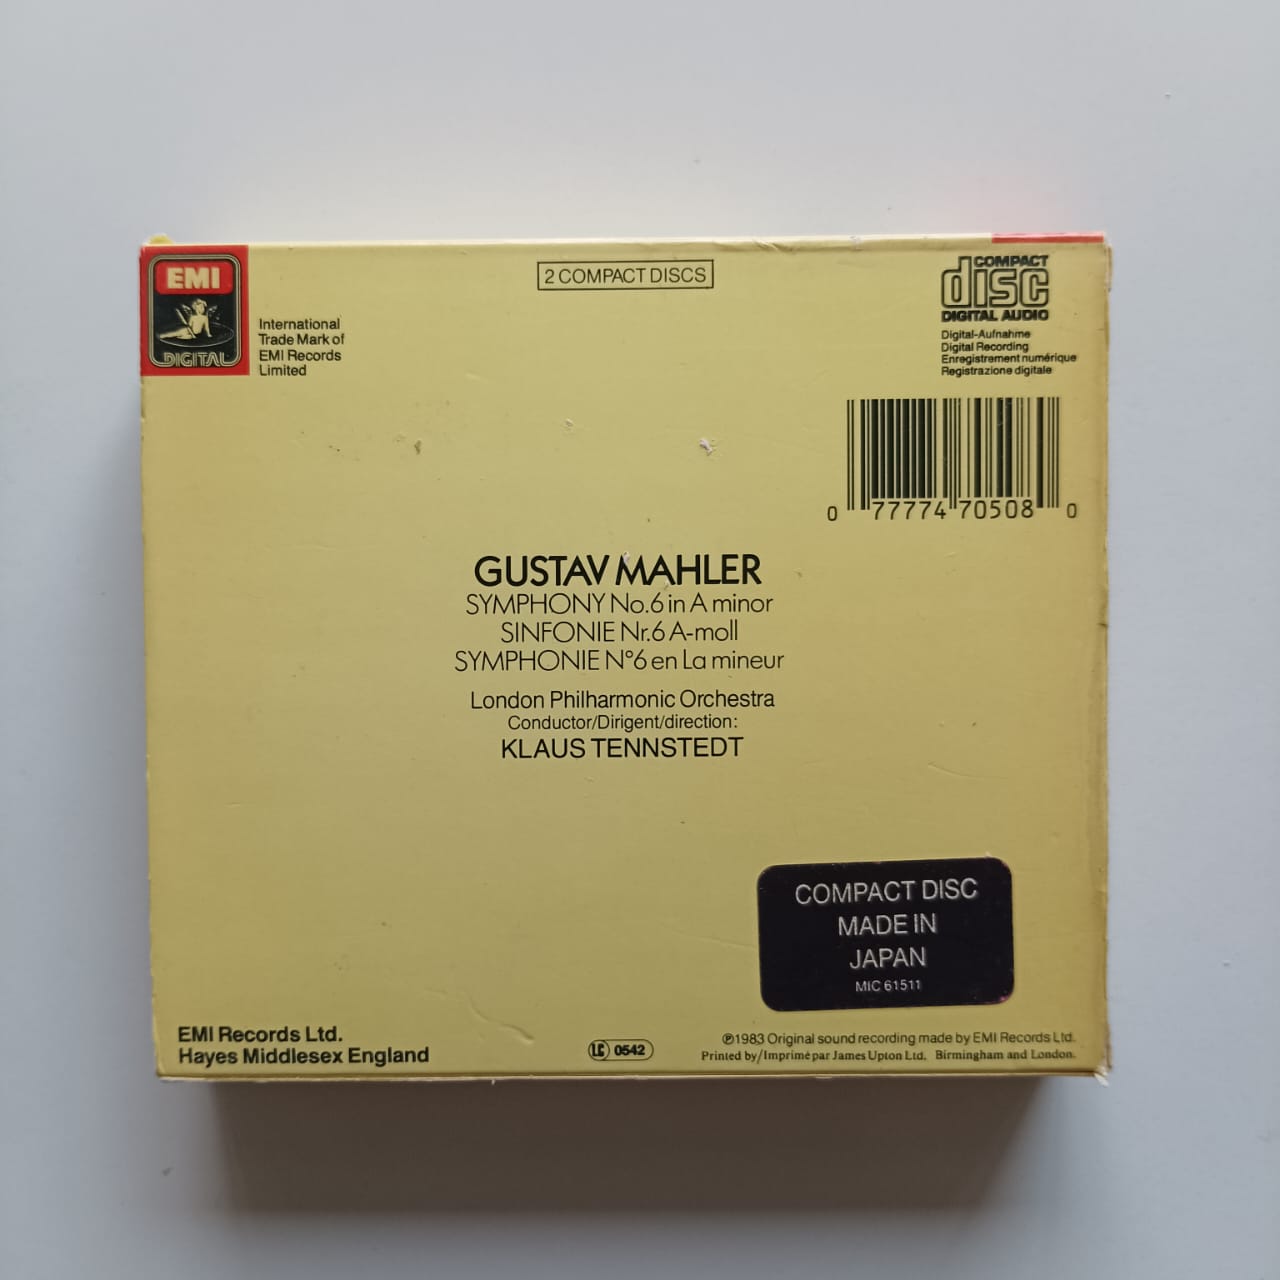 EMI
DIGITAL
International
Trade Mark of
EMI Records
Limited
2 COMPACT DISCS
COMPACT
disc
DIGITAL AUDIO
Digital-Aufnahme
Digital Recording
Enregistrement numérique
Registrazione digitale
0 77774 70508 0
GUSTAV MAHLER
SYMPHONY No.6 in A minor
SINFONIE Nr.6 A-moll
SYMPHONIE N°6 en La mineur
London Philharmonic Orchestra
Conductor/Dirigent/direction:
KLAUS TENNSTEDT
COMPACT DISC
MADE IN
JAPAN
MIC 61511
EMI Records Ltd.
Hayes Middlesex England
LC 0542
℗1983 Original sound recording made by EMI Records Ltd.
Printed by/Imprimé par James Upton Ltd. Birmingham and London.